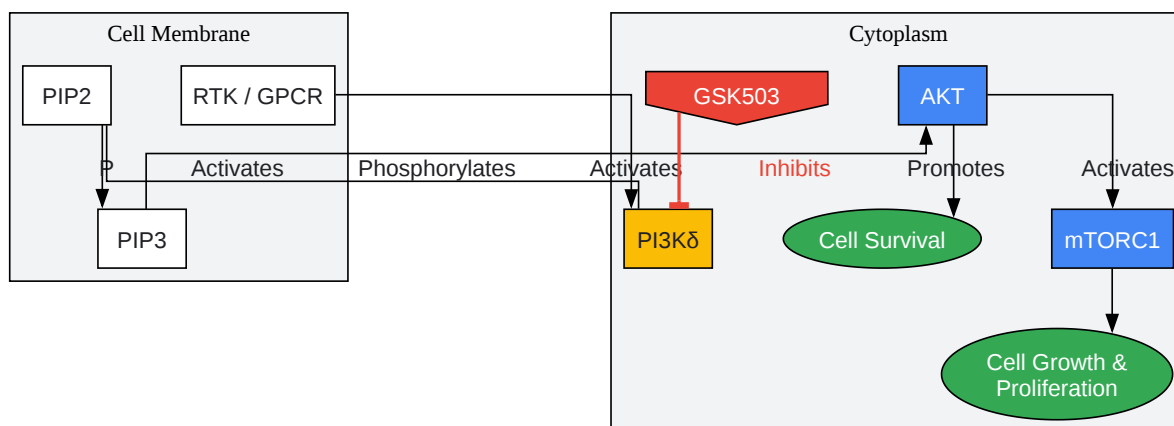 Cell Membrane
Cytoplasm
PIP2
RTK / GPCR
GSK503
AKT
P
Activates
Phosphorylates
Activates
Inhibits
Promotes
Activates
PIP3
PI3Kδ
Cell Survival
mTORC1
Cell Growth &
Proliferation